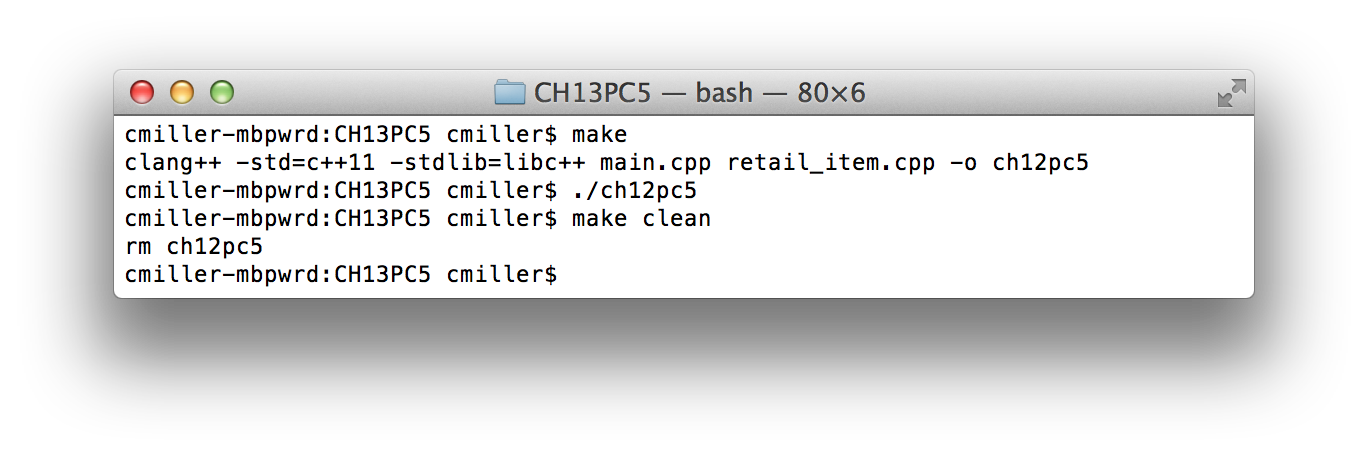 CH13PC5 — bash — 80×6
cmiller-mbpwrd:CH13PC5 cmiller$ make
clang++ -std=c++11 -stdlib=libc++ main.cpp retail_item.cpp -o ch12pc5
cmiller-mbpwrd:CH13PC5 cmiller$ ./ch12pc5
cmiller-mbpwrd:CH13PC5 cmiller$ make clean
rm ch12pc5
cmiller-mbpwrd:CH13PC5 cmiller$